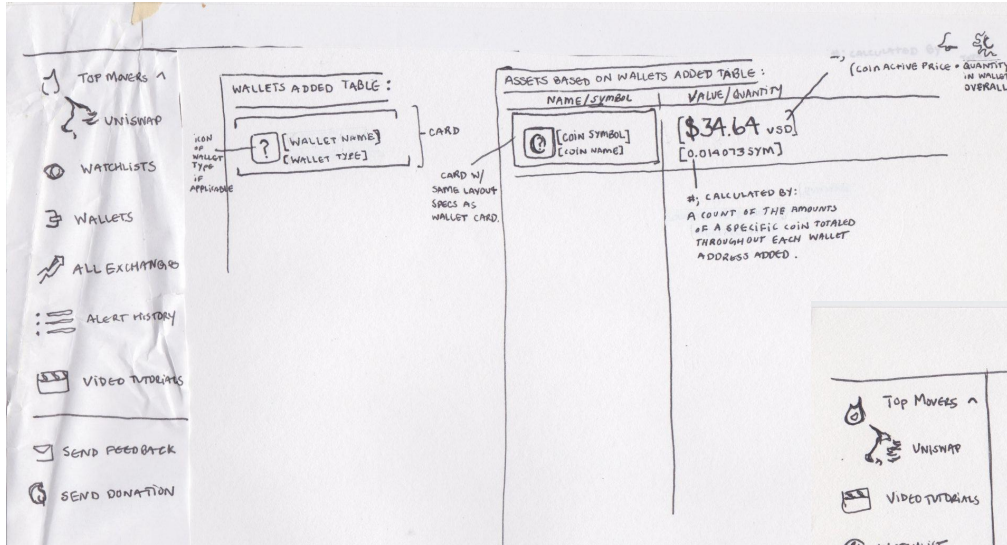 TOP MOVERS ^
UNISWAP
WATCHLISTS
WALLETS
ALL EXCHANGES
ALERT HISTORY
VIDEO TUTORIALS
SEND FEEDBACK
SEND DONATION
WALLETS ADDED TABLE:
ICON
OF
WALLET
TYPE
IF
APPLICABLE
?
[WALLET NAME]
[WALLET TYPE]
CARD
CARD W/
SAME LAYOUT
SPECS AS
WALLET CARD.
ASSETS BASED ON WALLETS ADDED TABLE:
NAME/SYMBOL
VALUE/QUANTITY
[COIN SYMBOL]
[COIN NAME]
[$34.64 USD]
[0.014073 SYM]
(COIN ACTIVE PRICE * QUANTITY
IN WALLET
OVERALL
#; CALCULATED BY:
A COUNT OF THE AMOUNTS
OF A SPECIFIC COIN TOTALED
THROUGHOUT EACH WALLET
ADDRESS ADDED.
TOP MOVERS ^
UNISWAP
VIDEO TUTORIALS